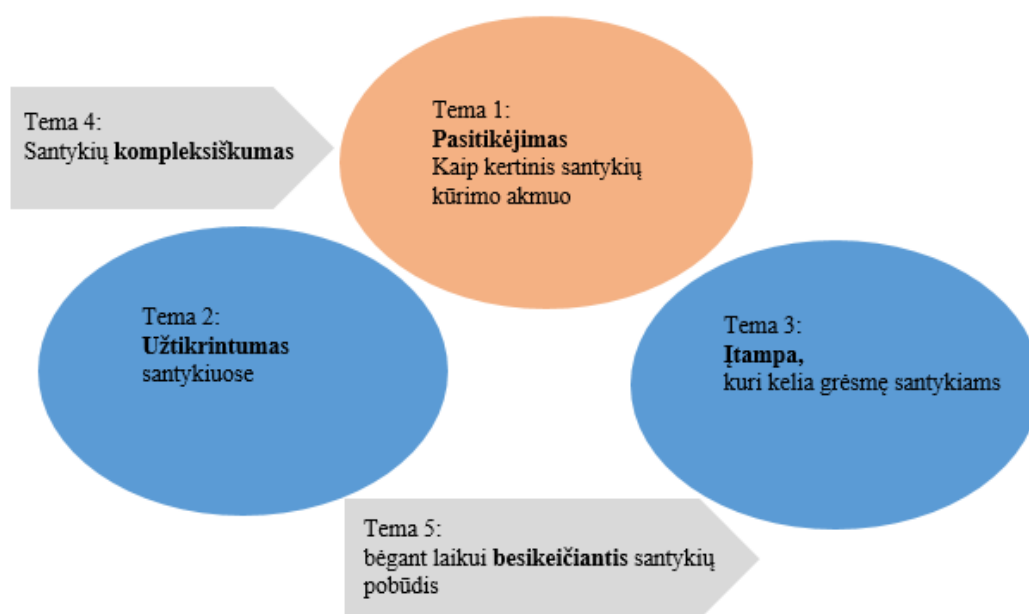 Tema 4:
Santykių kompleksiškumas
Tema 1:
Pasitikėjimas
Kaip kertinis santykių
kūrimo akmuo
Tema 2:
Užtikrintumas
santykiuose
Tema 3:
Įtampa,
kuri kelia grėsmę santykiams
Tema 5:
bėgant laikui besikeičiantis santykių
pobūdis